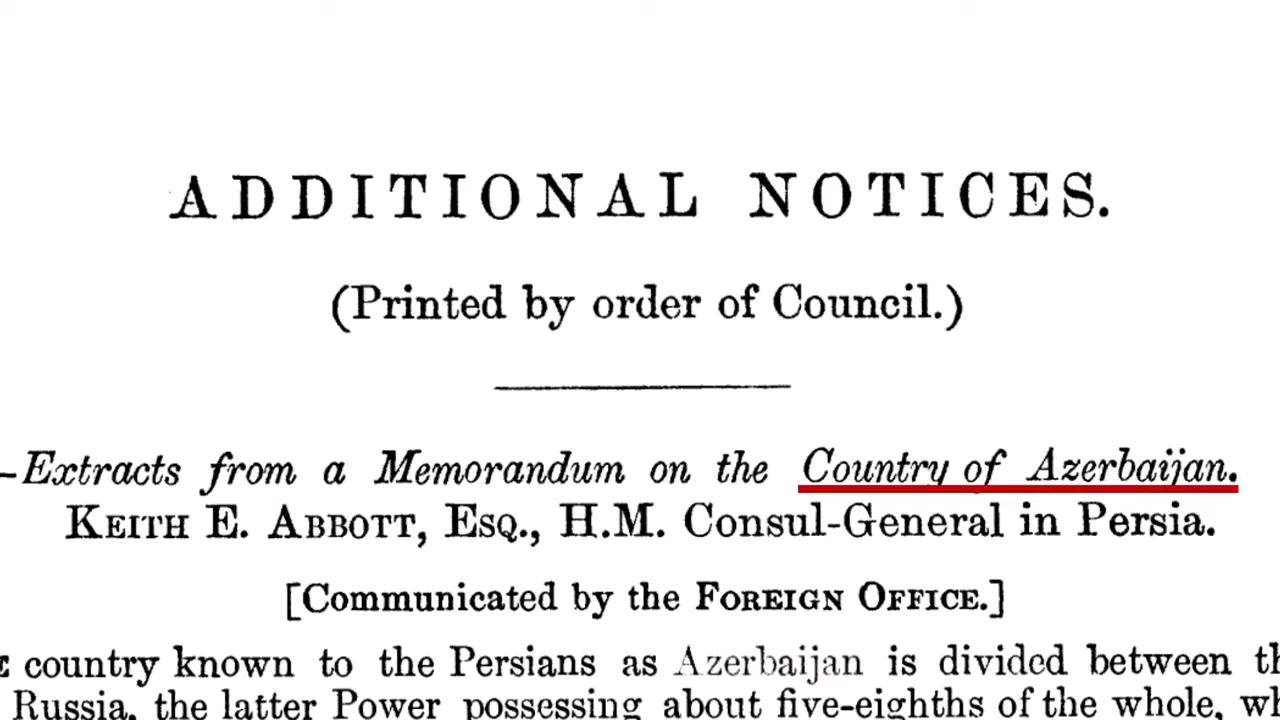 ADDITIONAL NOTICES.
(Printed by order of Council.)
—Extracts from a Memorandum on the Country of Azerbaijan.
KEITH E. ABBOTT, ESQ., H.M. Consul-General in Persia.
[Communicated by the FOREIGN OFFICE.]
country known to the Persians as Azerbaijan is divided between
Russia, the latter Power possessing about five-eighths of the whole,